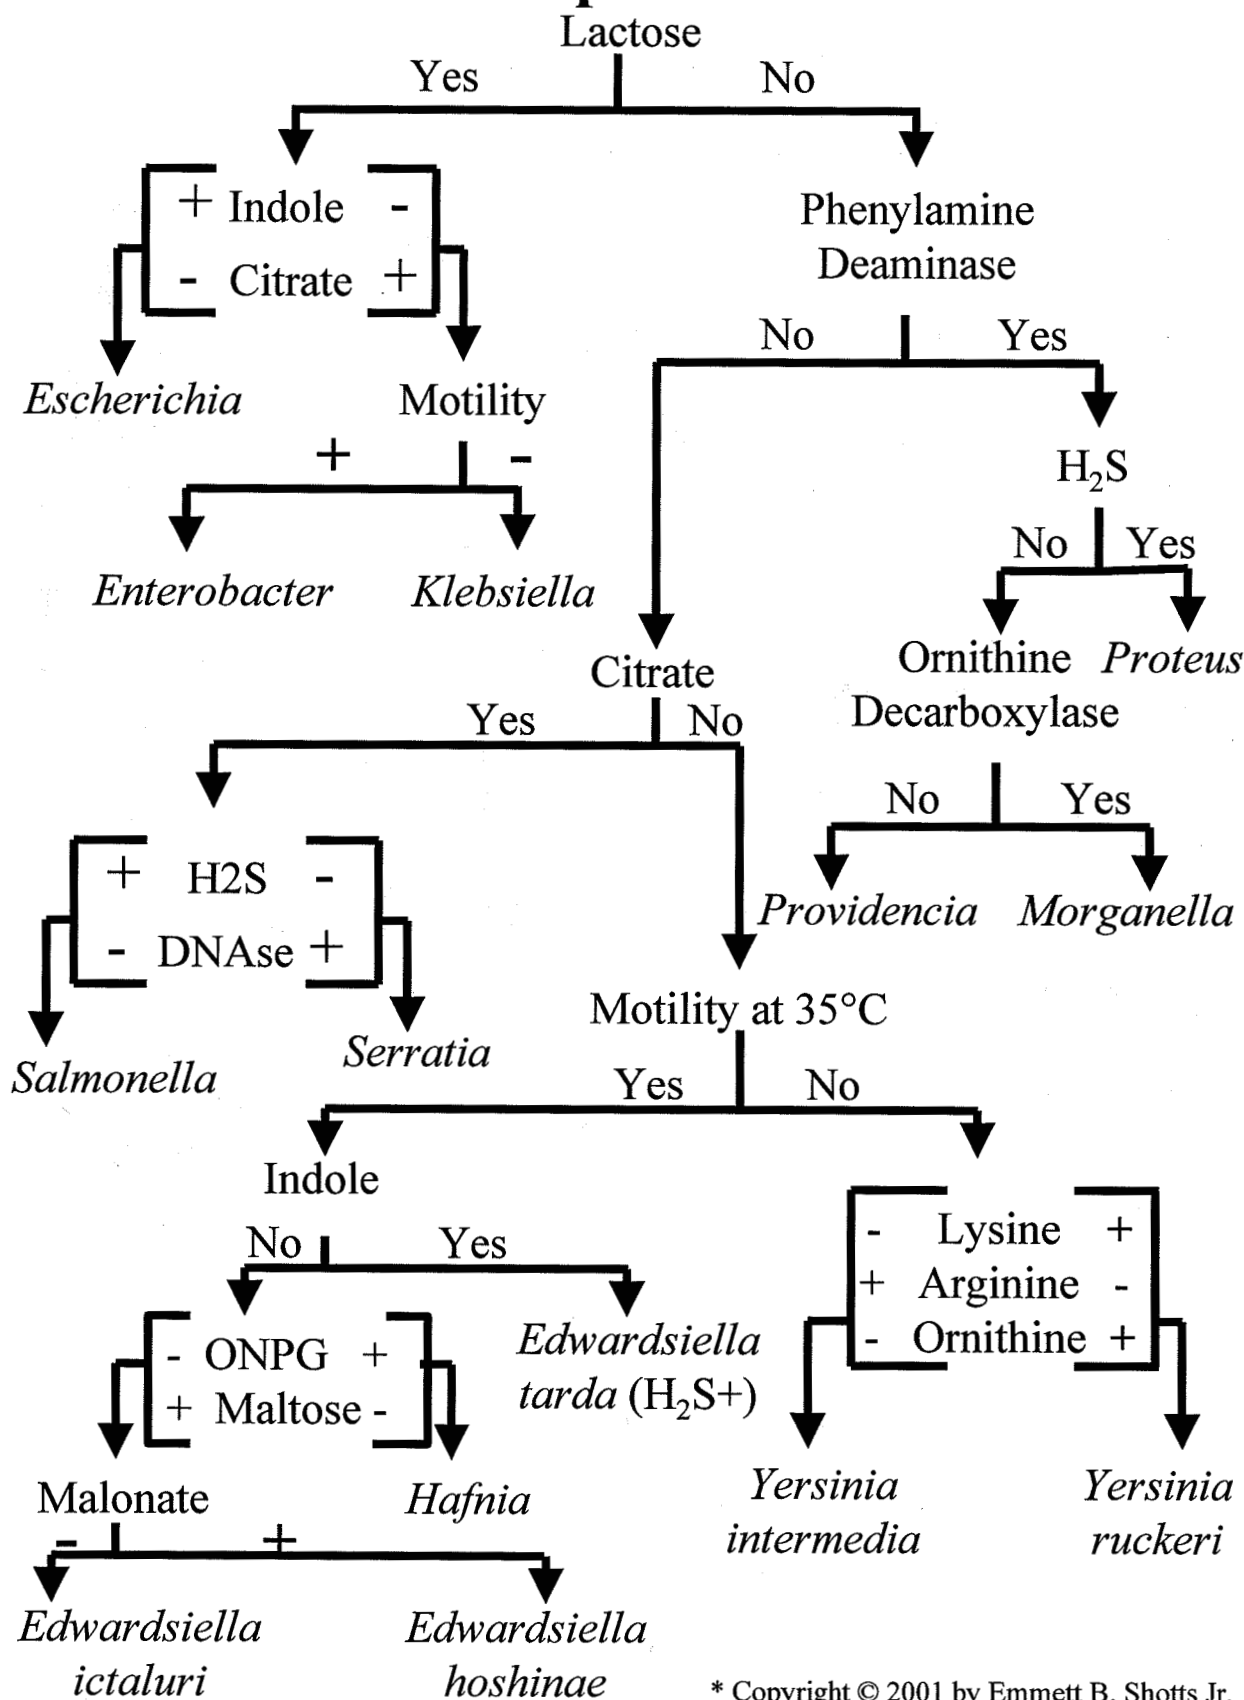 Lactose
Yes No
+ Indole -
- Citrate +
Phenylamine
Deaminase
No Yes
Escherichia
Motility
+ -
H₂S
No Yes
Enterobacter
Klebsiella
Citrate
Yes No
Ornithine
Decarboxylase
Proteus
No Yes
+ H2S -
- DNAse +
Providencia
Morganella
Salmonella
Serratia
Motility at 35°C
Yes No
Indole
No Yes
- Lysine +
+ Arginine -
- Ornithine +
- ONPG +
+ Maltose -
Edwardsiella
tarda (H₂S+)
Malonate
- +
Hafnia
Yersinia
intermedia
Yersinia
ruckeri
Edwardsiella
ictaluri
Edwardsiella
hoshinae
* Copyright © 2001 by Emmett B. Shotts Jr.